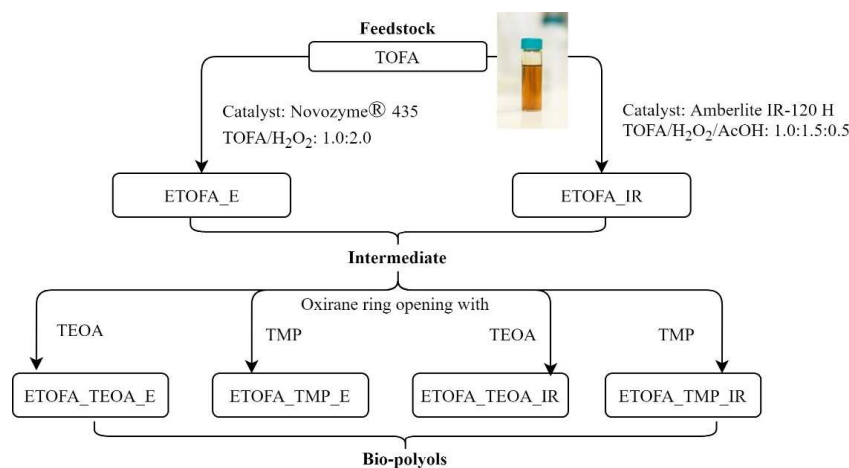 Feedstock
TOFA
Catalyst: Novozyme® 435
TOFA/H₂O₂: 1.0:2.0
Catalyst: Amberlite IR-120 H
TOFA/H₂O₂/AcOH: 1.0:1.5:0.5
ETOFA_E
ETOFA_IR
Intermediate
Oxirane ring opening with
TEOA
TMP
TEOA
TMP
ETOFA_TEOA_E
ETOFA_TMP_E
ETOFA_TEOA_IR
ETOFA_TMP_IR
Bio-polyols